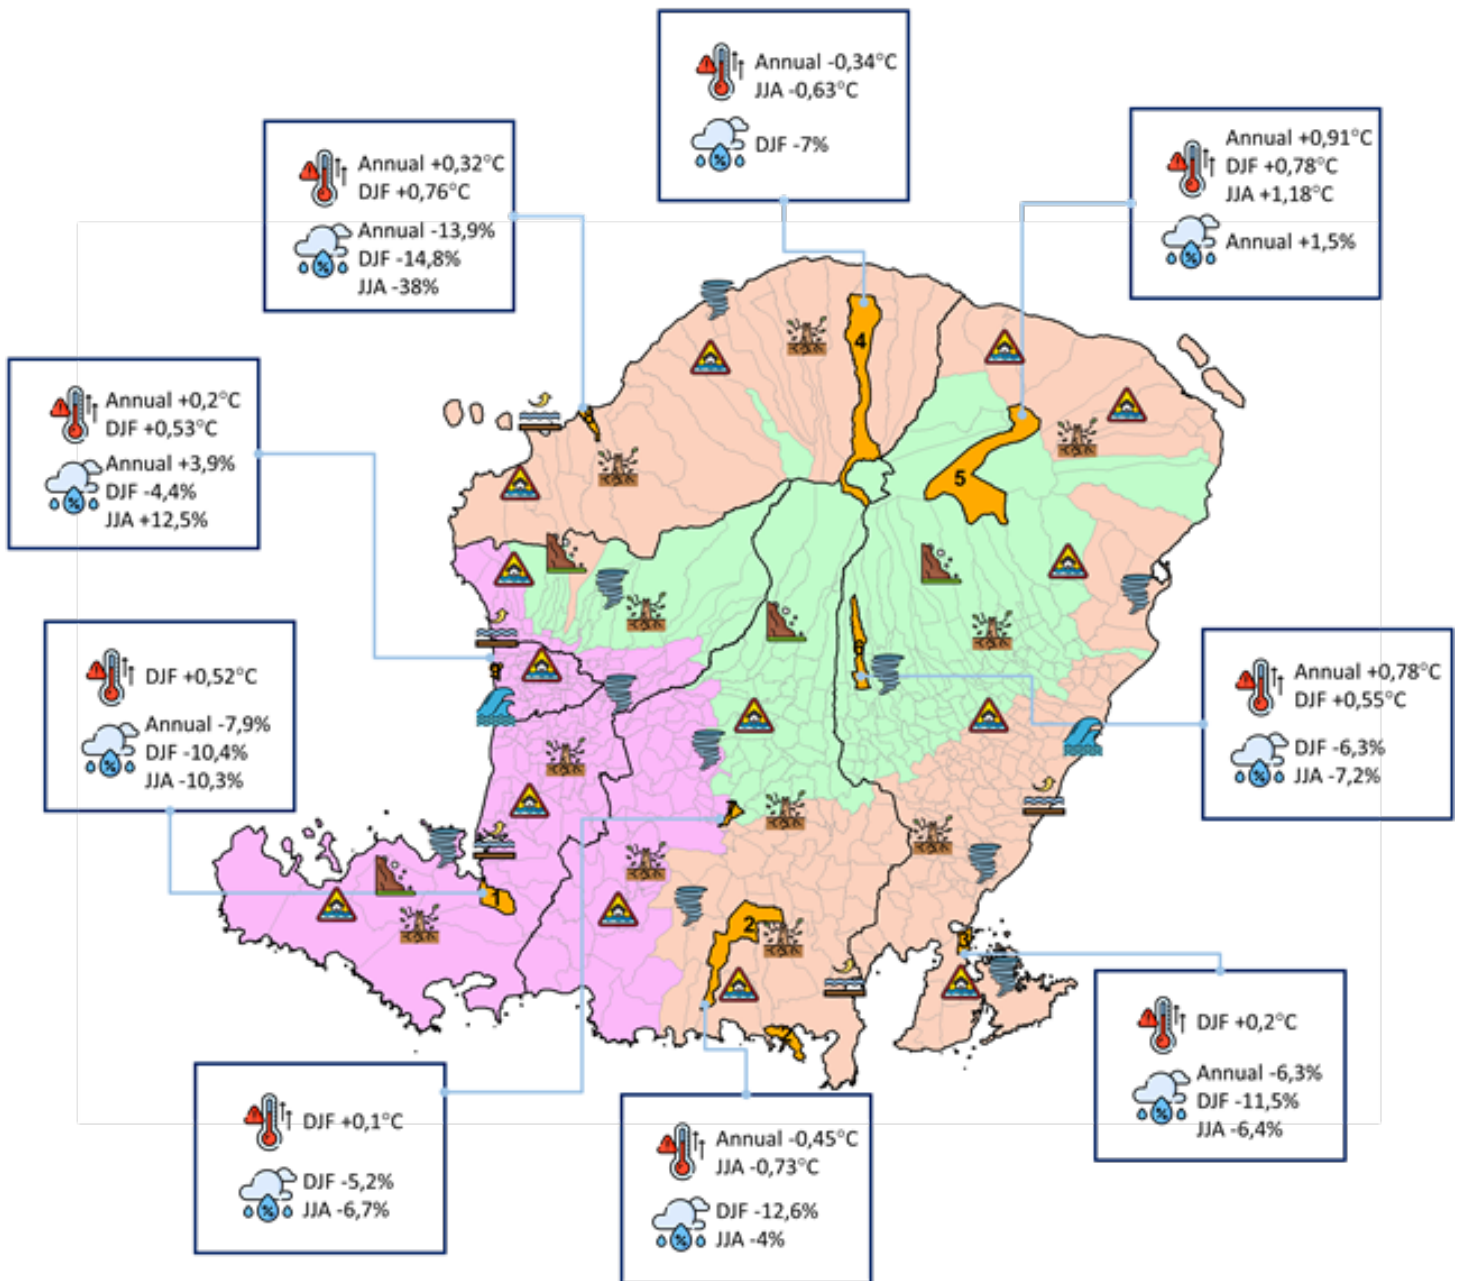 Annual -0,34°C
JJA -0,63°C
DJF -7%
Annual +0,32°C
DJF +0,76°C
Annual -13,9%
DJF -14,8%
JJA -38%
Annual +0,91°C
DJF +0,78°C
JJA +1,18°C
Annual +1,5%
Annual +0,2°C
DJF +0,53°C
Annual +3,9%
DJF -4,4%
JJA +12,5%
4
5
DJF +0,52°C
Annual -7,9%
DJF -10,4%
JJA -10,3%
Annual +0,78°C
DJF +0,55°C
DJF -6,3%
JJA -7,2%
1
2
3
DJF +0,2°C
Annual -6,3%
DJF -11,5%
JJA -6,4%
DJF +0,1°C
DJF -5,2%
JJA -6,7%
Annual -0,45°C
JJA -0,73°C
DJF -12,6%
JJA -4%